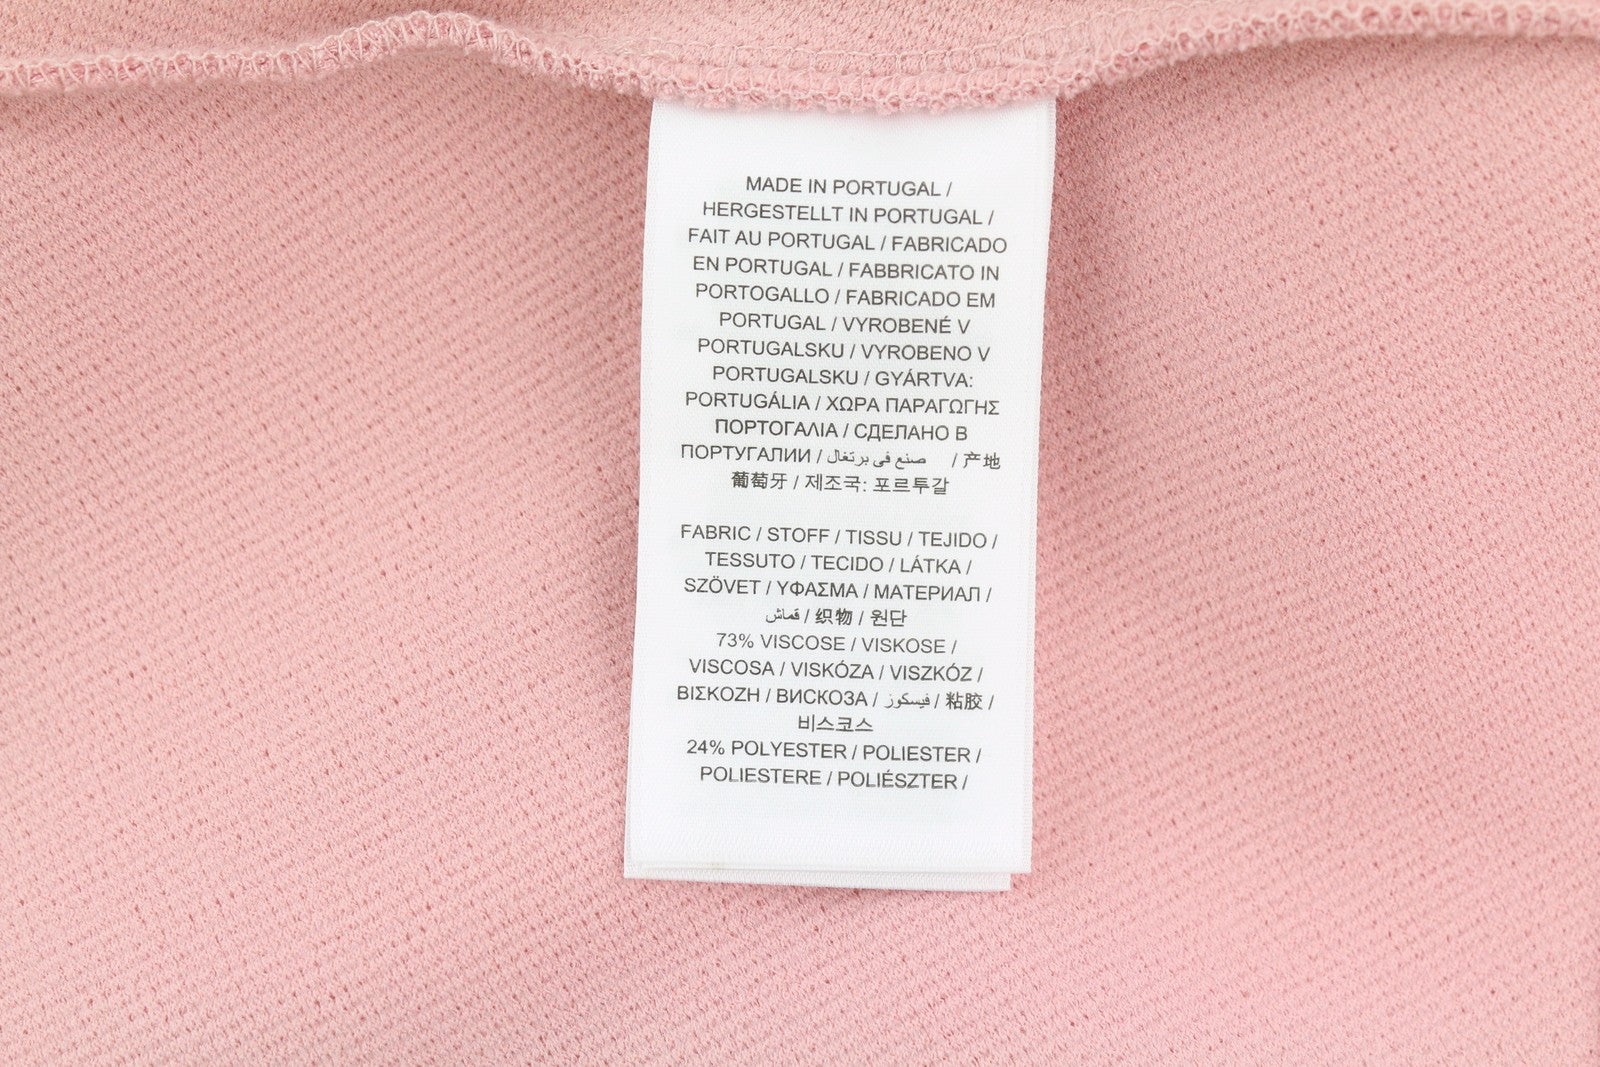 MADE IN PORTUGAL /
HERGESTELLT IN PORTUGAL /
FAIT AU PORTUGAL / FABRICADO
EN PORTUGAL / FABBRICATO IN
PORTOGALLO / FABRICADO EM
PORTUGAL / VYROBENÉ V
PORTUGALSKU / VYROBENO V
PORTUGALSKU / GYÁRTVA:
PORTUGÁLIA / ΧΩΡΑ ΠΑΡΑΓΩΓΗΣ
ΠΟΡΤΟΓΑΛΙΑ / СДЕЛАНО В
ПОРТУГАЛИИ / صنع في برتغال / 产地
葡萄牙 / 제조국: 포르투갈
FABRIC / STOFF / TISSU / TEJIDO /
TESSUTO / TECIDO / LÁTKA /
SZÖVET / ΥΦΑΣΜΑ / МАТЕРИАЛ /
قماش / 织物 / 원단
73% VISCOSE / VISKOSE /
VISCOSA / VISKÓZA / VISZKÓZ /
ΒΙΣΚΟΖΗ / ВИСКОЗА / فيسكوز / 粘胶 /
비스코스
24% POLYESTER / POLIESTER /
POLIESTERE / POLIÉSZTER /